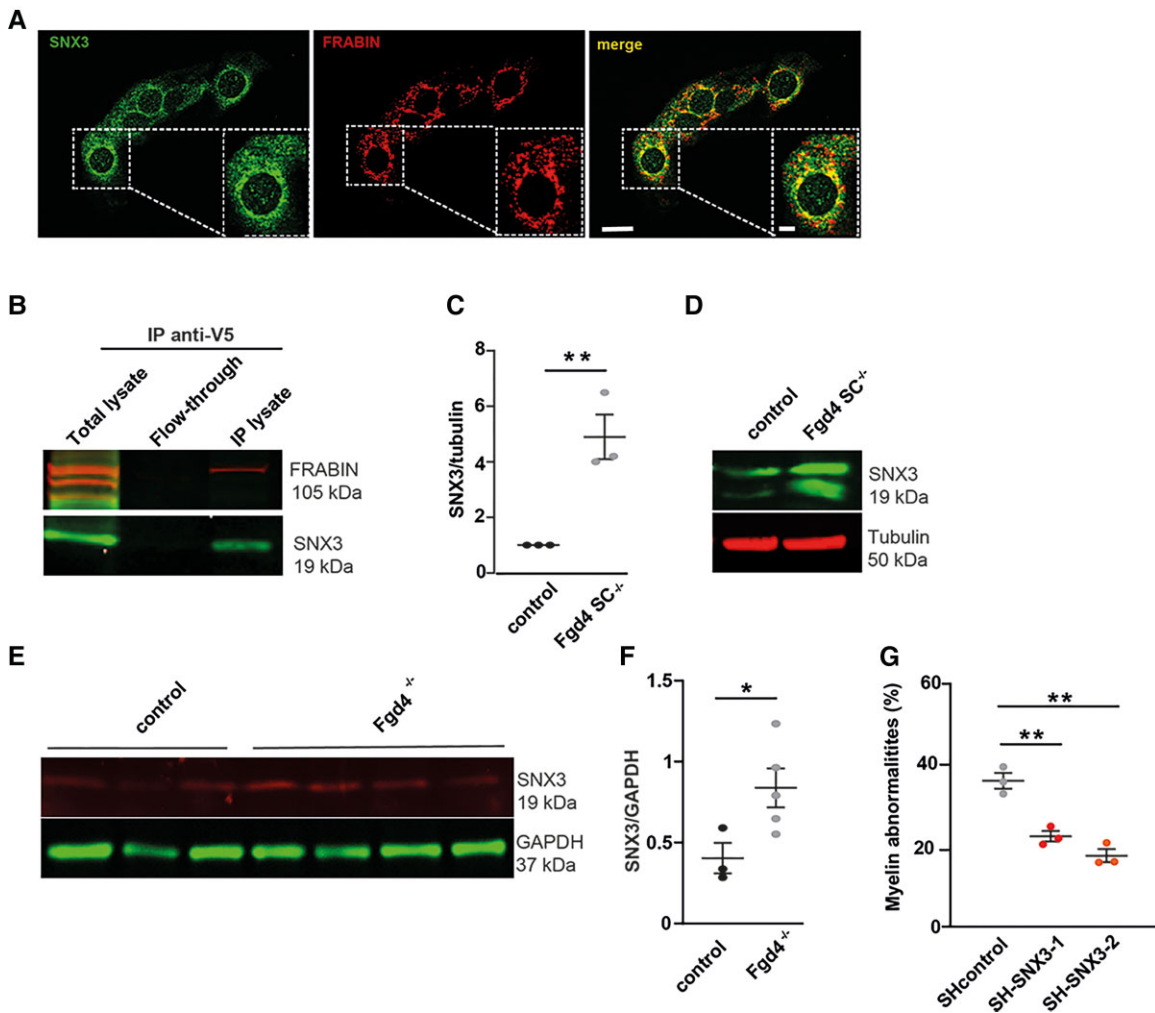 A
SNX3
FRABIN
merge
B
IP anti-V5
Total lysate
Flow-through
IP lysate
FRABIN
105 kDa
SNX3
19 kDa
C
SNX3/tubulin
8
6
4
2
1
0
**
control
Fgd4 SC-/-
D
control
Fgd4 SC-/-
SNX3
19 kDa
Tubulin
50 kDa
E
control
Fgd4-/-
SNX3
19 kDa
GAPDH
37 kDa
F
SNX3/GAPDH
1.5
1
0.5
0
*
control
Fgd4-/-
G
Myelin abnormalitites (%)
60
40
20
0
**
**
SHcontrol
SH-SNX3-1
SH-SNX3-2